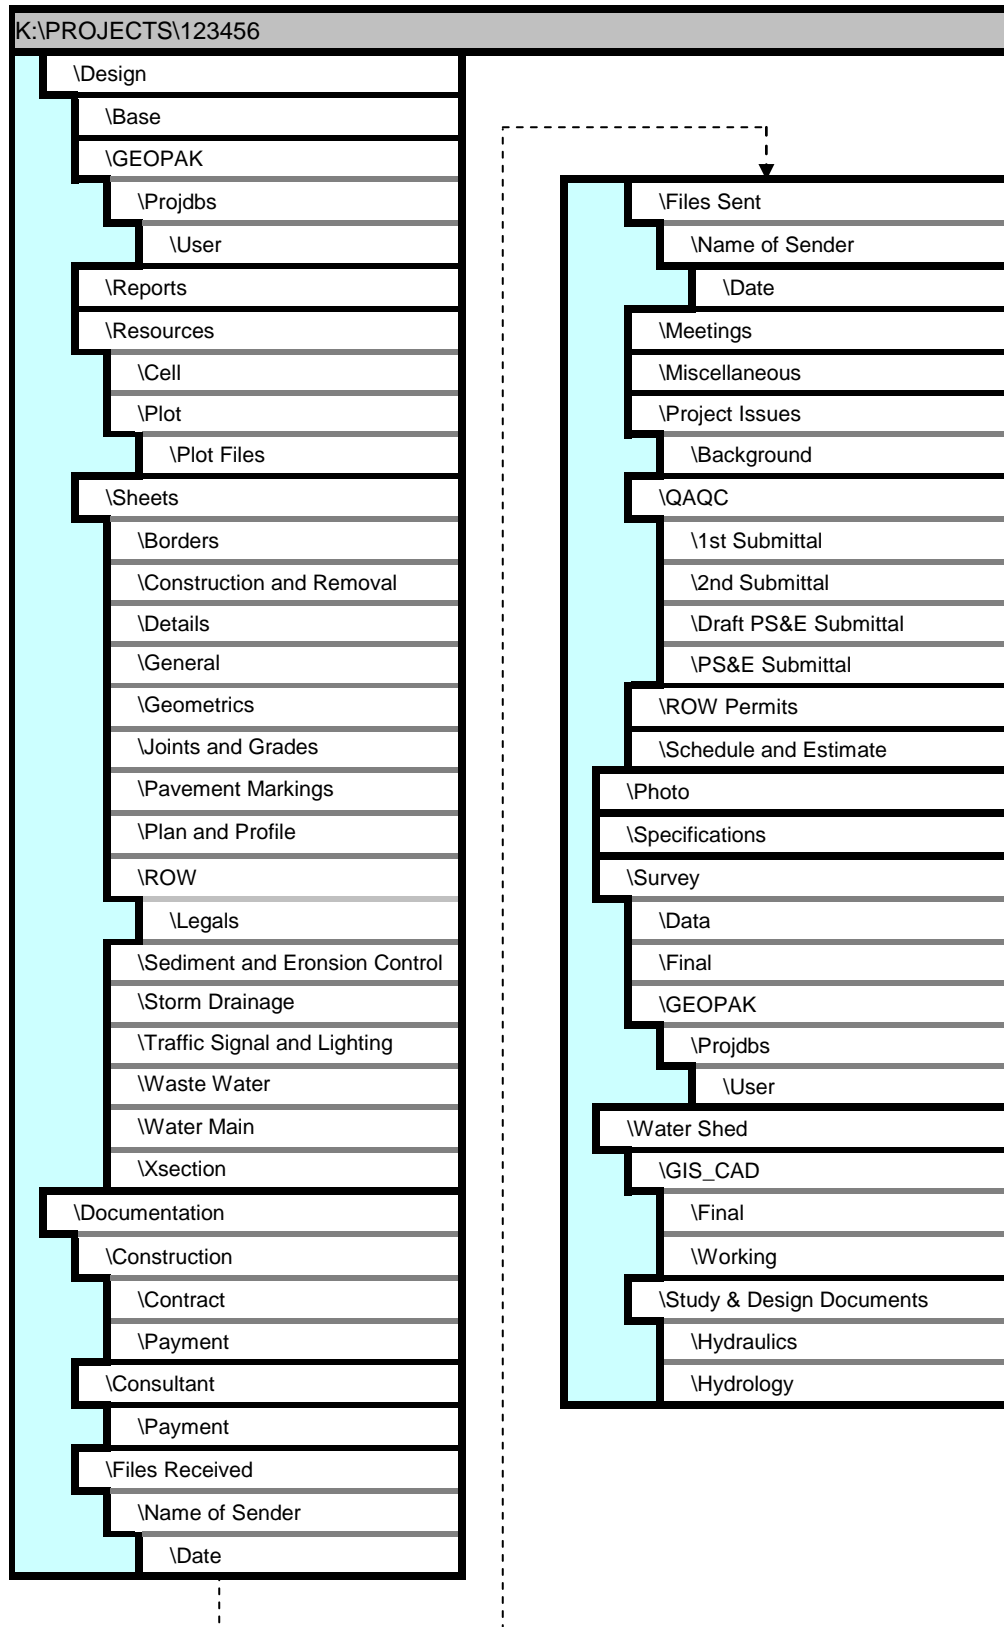 K:\PROJECTS\123456
\Design
\Base
\GEOPAK
\Projdbs
\User
\Reports
\Resources
\Cell
\Plot
\Plot Files
\Sheets
\Borders
\Construction and Removal
\Details
\General
\Geometrics
\Joints and Grades
\Pavement Markings
\Plan and Profile
\ROW
\Legals
\Sediment and Eronsion Control
\Storm Drainage
\Traffic Signal and Lighting
\Waste Water
\Water Main
\Xsection
\Documentation
\Construction
\Contract
\Payment
\Consultant
\Payment
\Files Received
\Name of Sender
\Date
\Files Sent
\Name of Sender
\Date
\Meetings
\Miscellaneous
\Project Issues
\Background
\QAQC
\1st Submittal
\2nd Submittal
\Draft PS&E Submittal
\PS&E Submittal
\ROW Permits
\Schedule and Estimate
\Photo
\Specifications
\Survey
\Data
\Final
\GEOPAK
\Projdbs
\User
\Water Shed
\GIS_CAD
\Final
\Working
\Study & Design Documents
\Hydraulics
\Hydrology